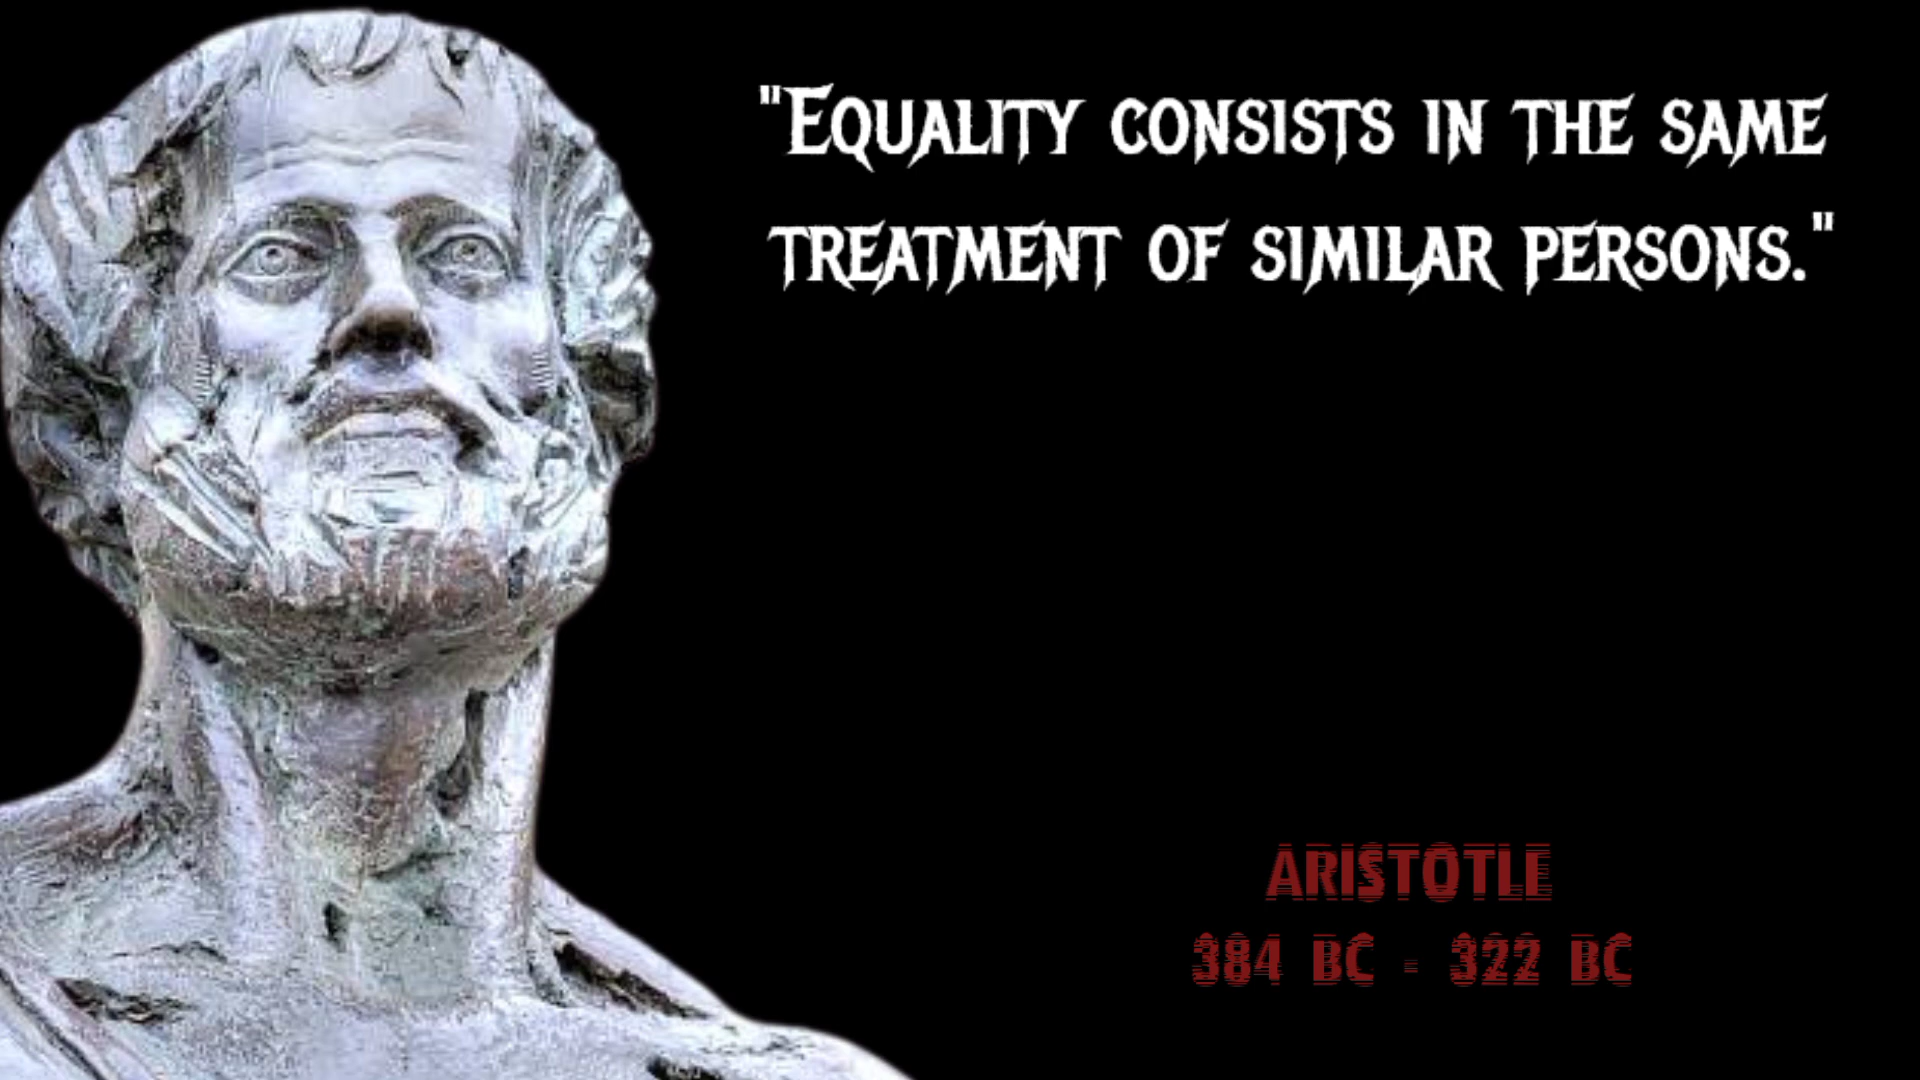 "Equality consists in the same
treatment of similar persons."
ARISTOTLE
384 BC - 322 BC